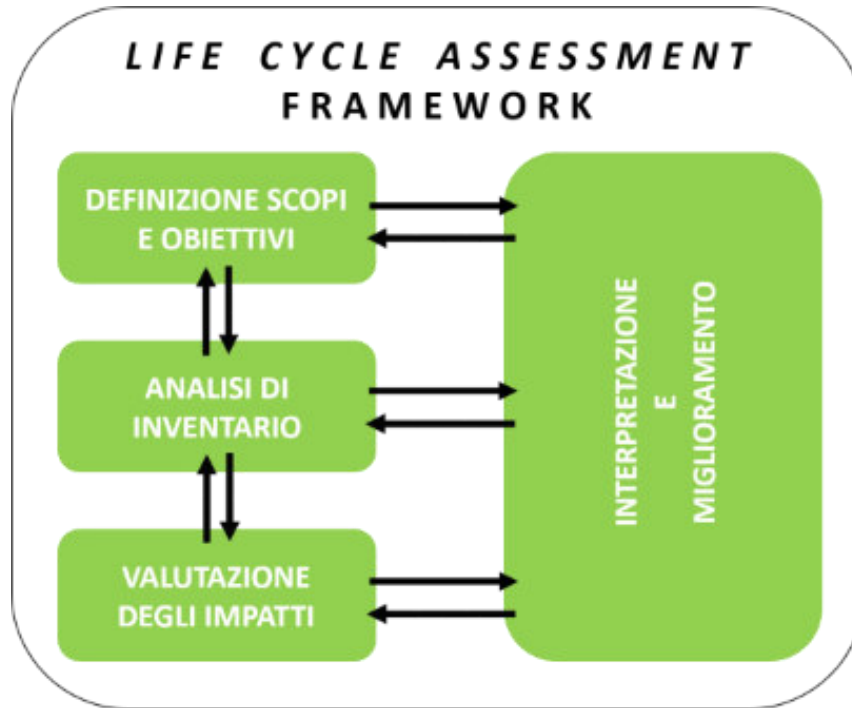 LIFE CYCLE ASSESSMENT
FRAMEWORK
DEFINIZIONE SCOPI
E OBIETTIVI
ANALISI DI
INVENTARIO
VALUTAZIONE
DEGLI IMPATTI
INTERPRETAZIONE
E
MIGLIORAMENTO